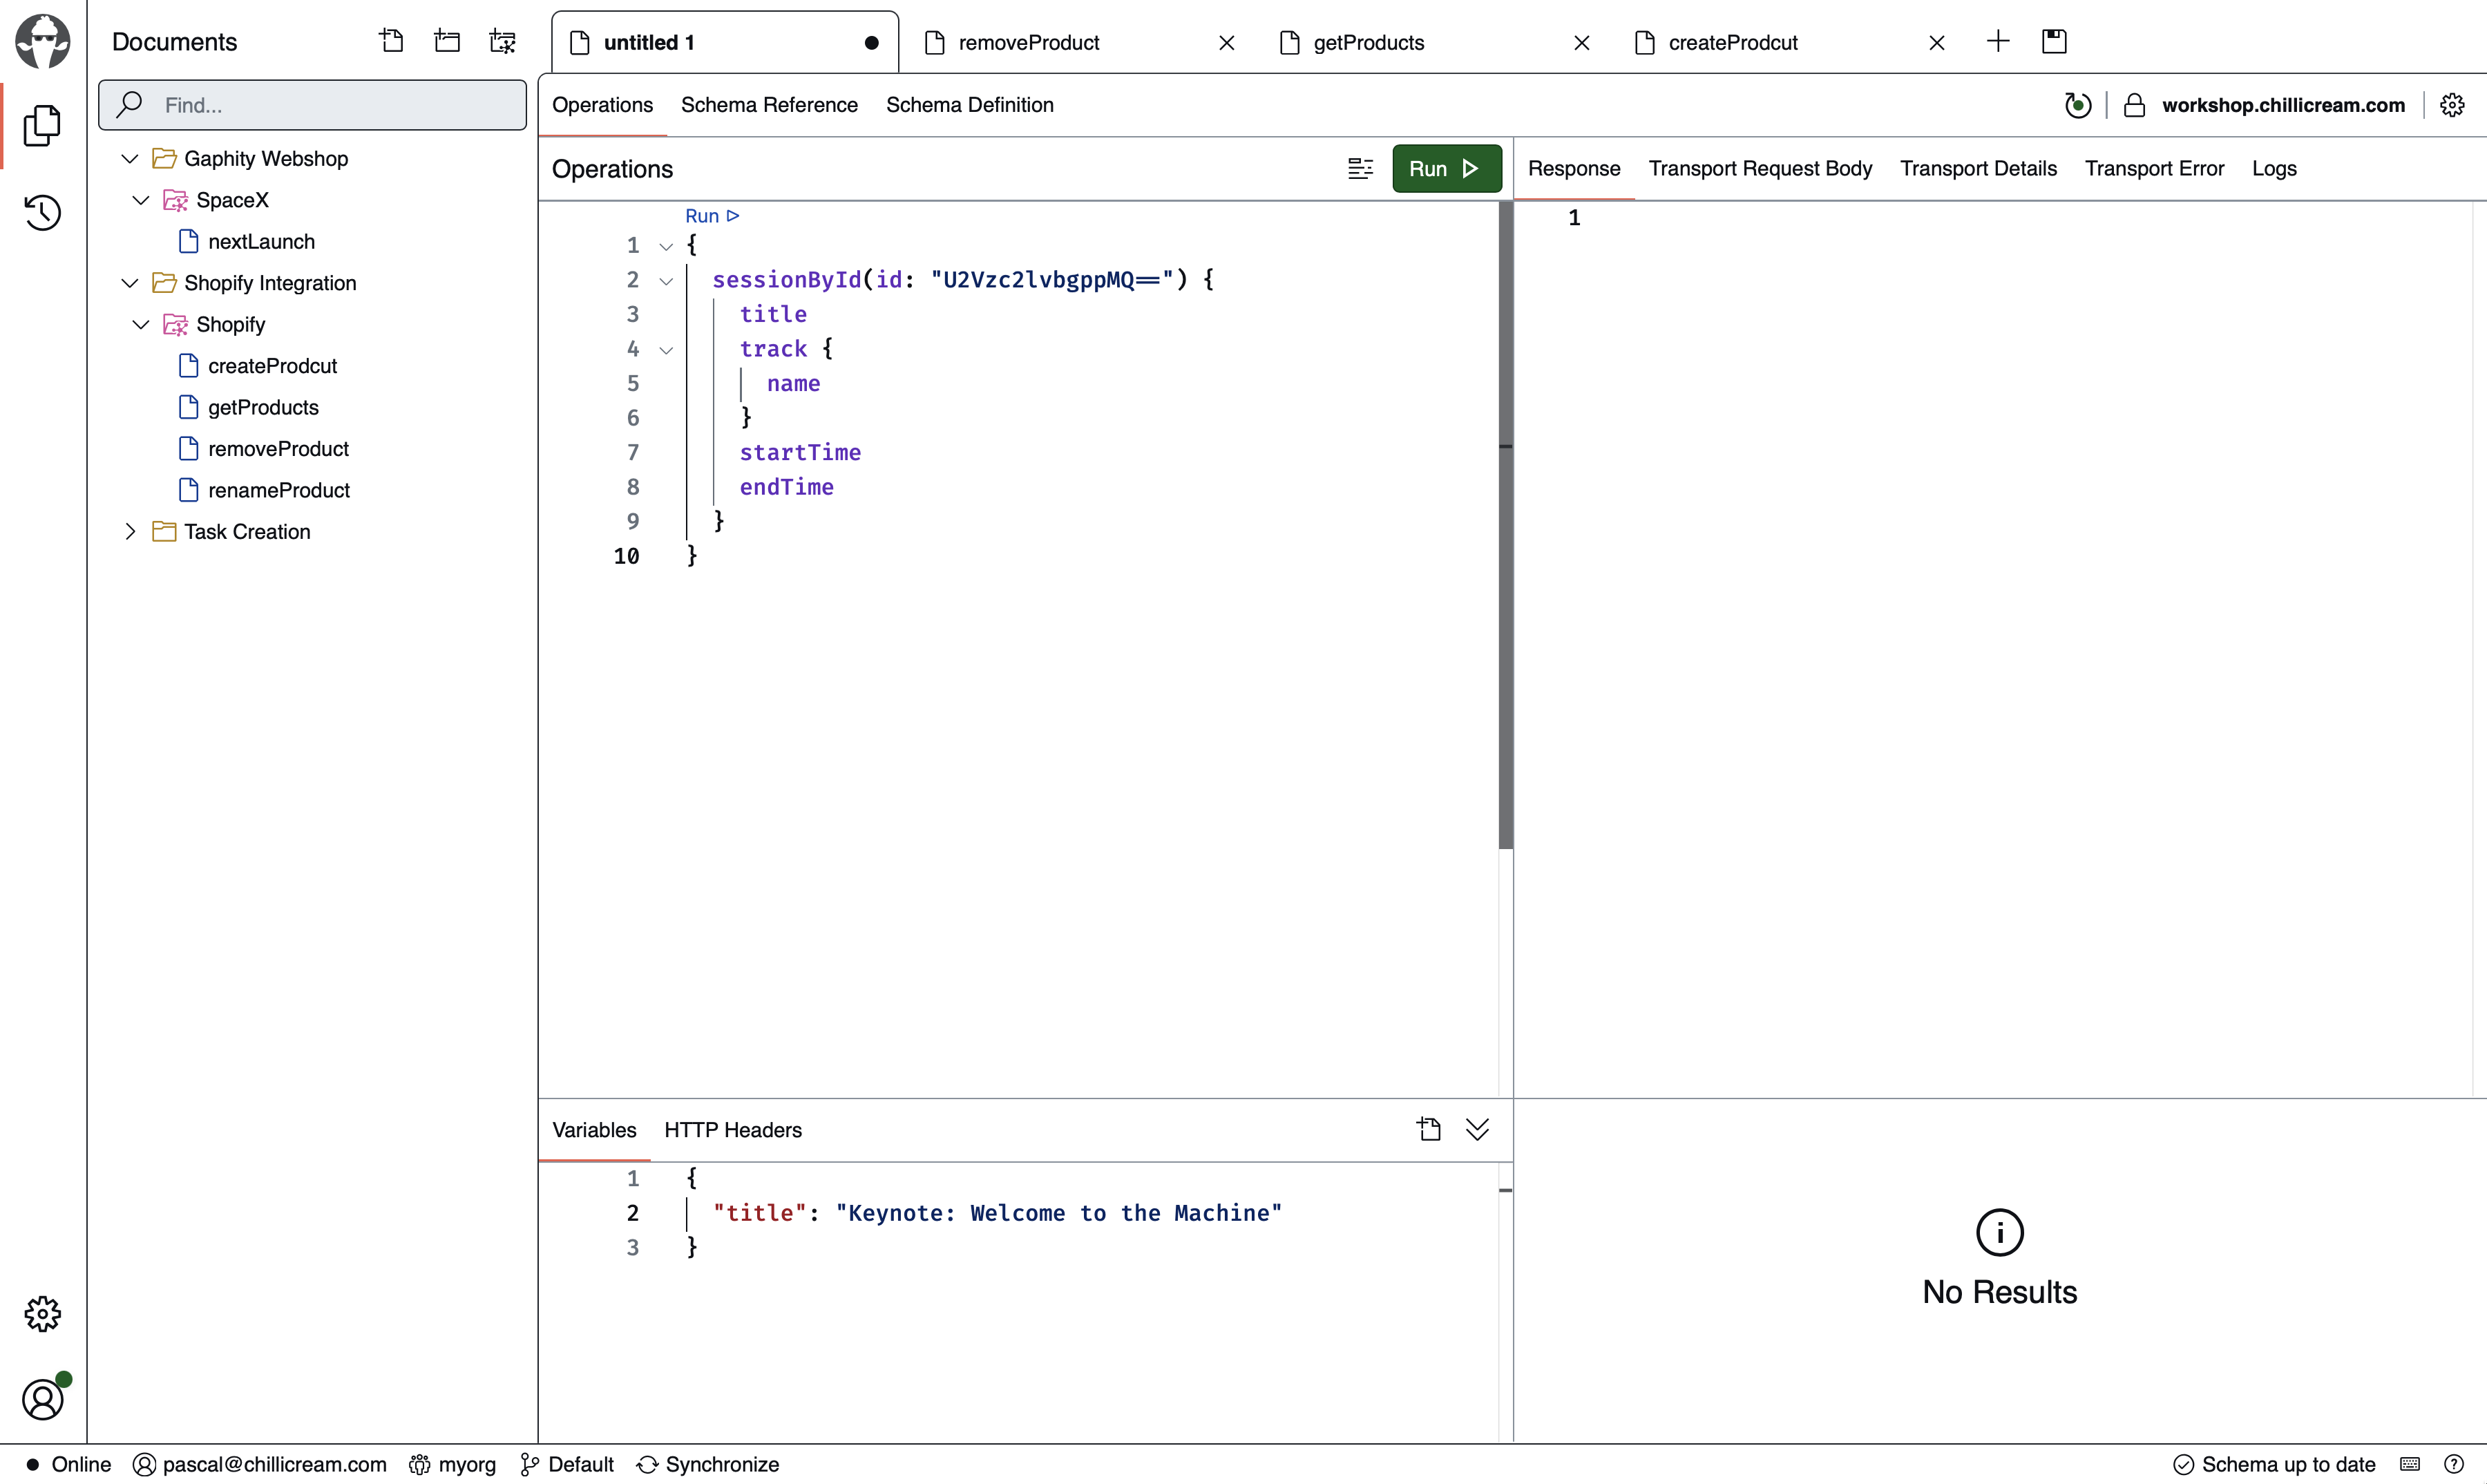 Documents
untitled 1
removeProduct
getProducts
createProdcut
Find...
Gaphity Webshop
SpaceX
nextLaunch
Shopify Integration
Shopify
createProdcut
getProducts
removeProduct
renameProduct
Task Creation
Operations Schema Reference Schema Definition
workshop.chillicream.com
Operations
Run
Run
1 {
2 sessionById(id: "U2Vzc2lvbgppMQ==") {
3 title
4 track {
5 name
6 }
7 startTime
8 endTime
9 }
10 }
Response Transport Request Body Transport Details Transport Error Logs
1
Variables HTTP Headers
1 {
2 "title": "Keynote: Welcome to the Machine"
3 }
No Results
Online pascal@chillicream.com myorg Default Synchronize
Schema up to date